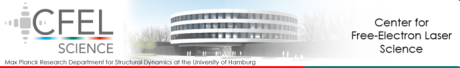 CFEL
SCIENCE
Center for
Free-Electron Laser
Science
Max Planck Research Department for Structural Dynamics at the University of Hamburg